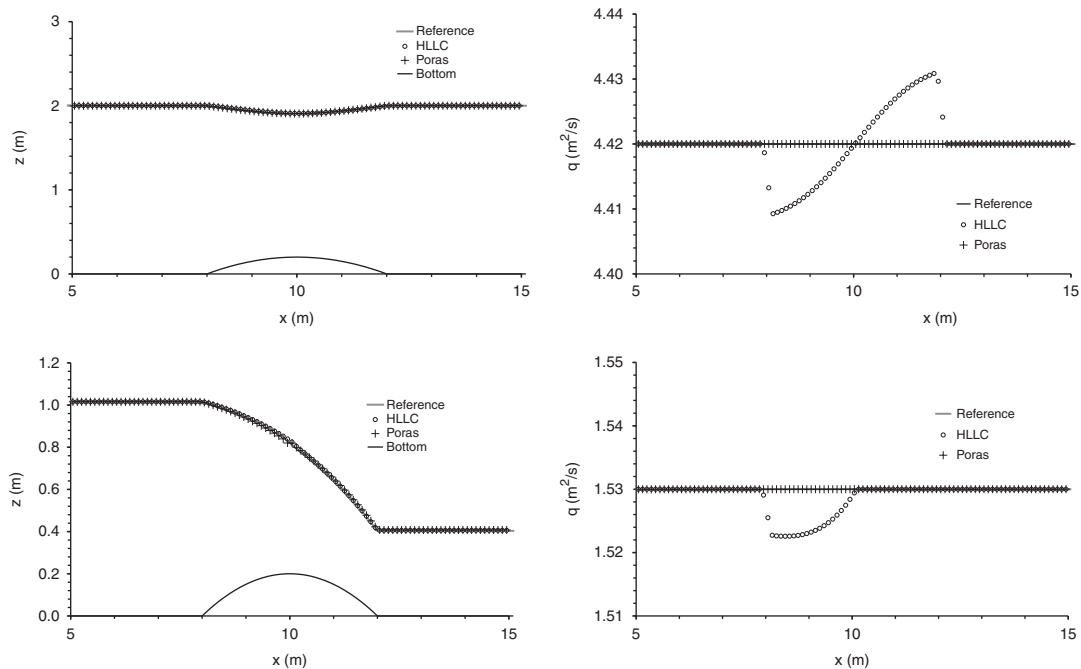 3
2
1
0
z (m)
5
10
15
x (m)
Reference
HLLC
Poras
Bottom
4.44
4.43
4.42
4.41
4.40
q (m2/s)
5
10
15
x (m)
Reference
HLLC
Poras
1.2
1.0
0.8
0.6
0.4
0.2
0.0
z (m)
5
10
15
x (m)
Reference
HLLC
Poras
Bottom
1.55
1.54
1.53
1.52
1.51
q (m2/s)
5
10
15
x (m)
Reference
HLLC
Poras